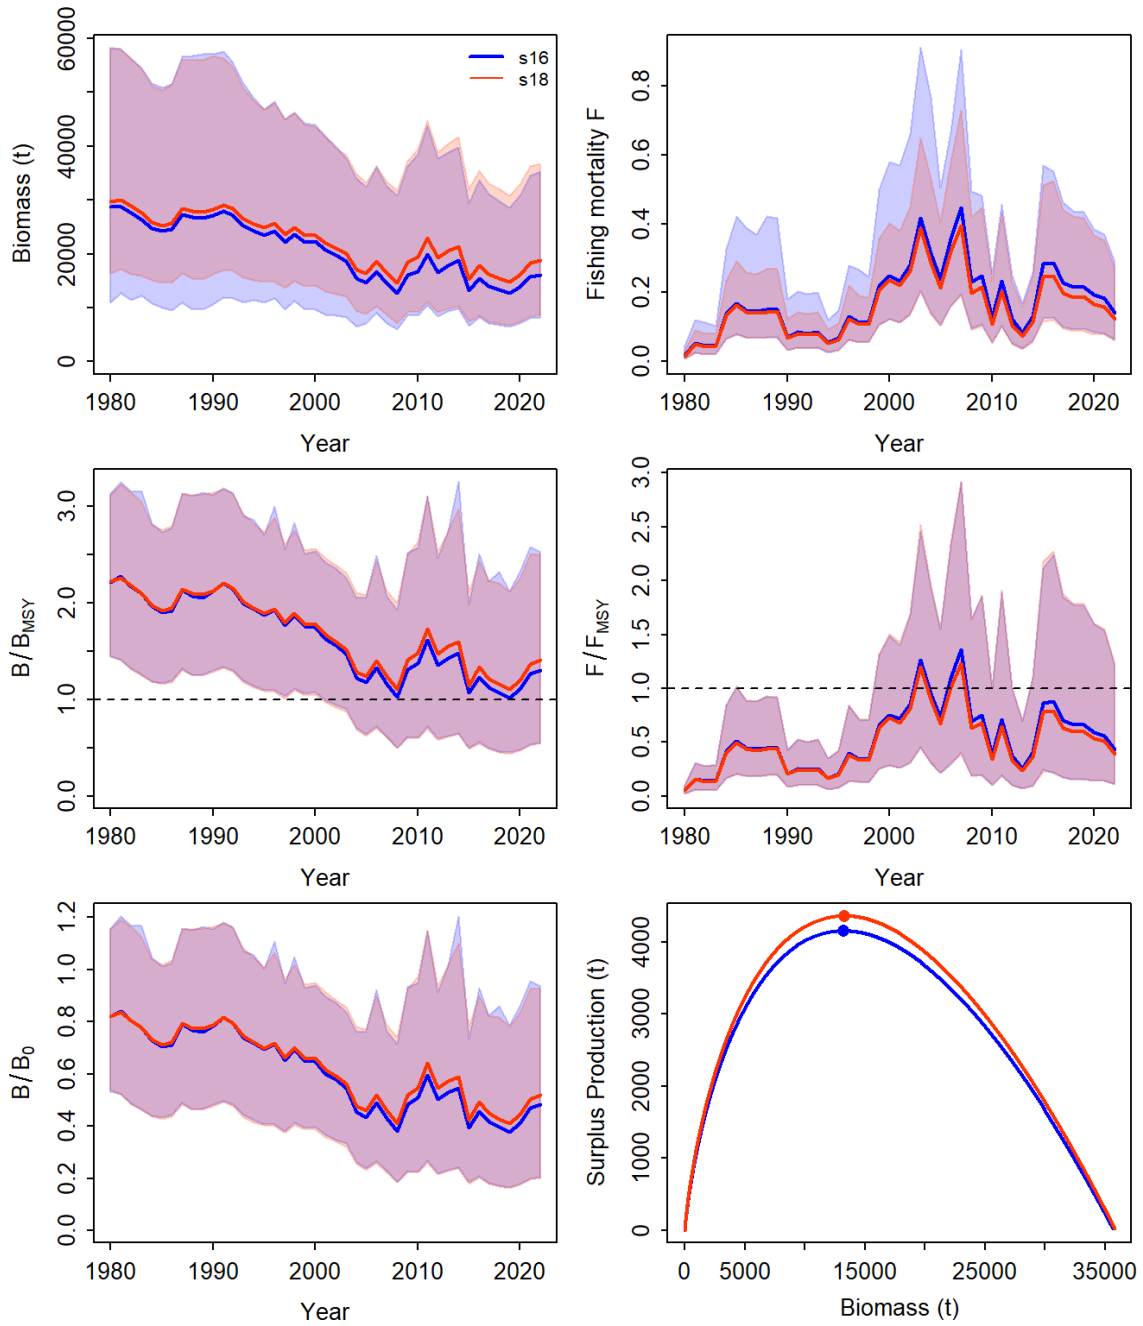 Biomass (t)
0 20000 40000 60000
s16
s18
1980 1990 2000 2010 2020
Year
Fishing mortality F
0.0 0.2 0.4 0.6 0.8
1980 1990 2000 2010 2020
Year
B/BMSY
0.0 1.0 2.0 3.0
1980 1990 2000 2010 2020
Year
F/FMSY
0.0 0.5 1.0 1.5 2.0 2.5 3.0
1980 1990 2000 2010 2020
Year
B/B0
0.0 0.2 0.4 0.6 0.8 1.0 1.2
1980 1990 2000 2010 2020
Year
Surplus Production (t)
0 1000 2000 3000 4000
0 5000 15000 25000 35000
Biomass (t)